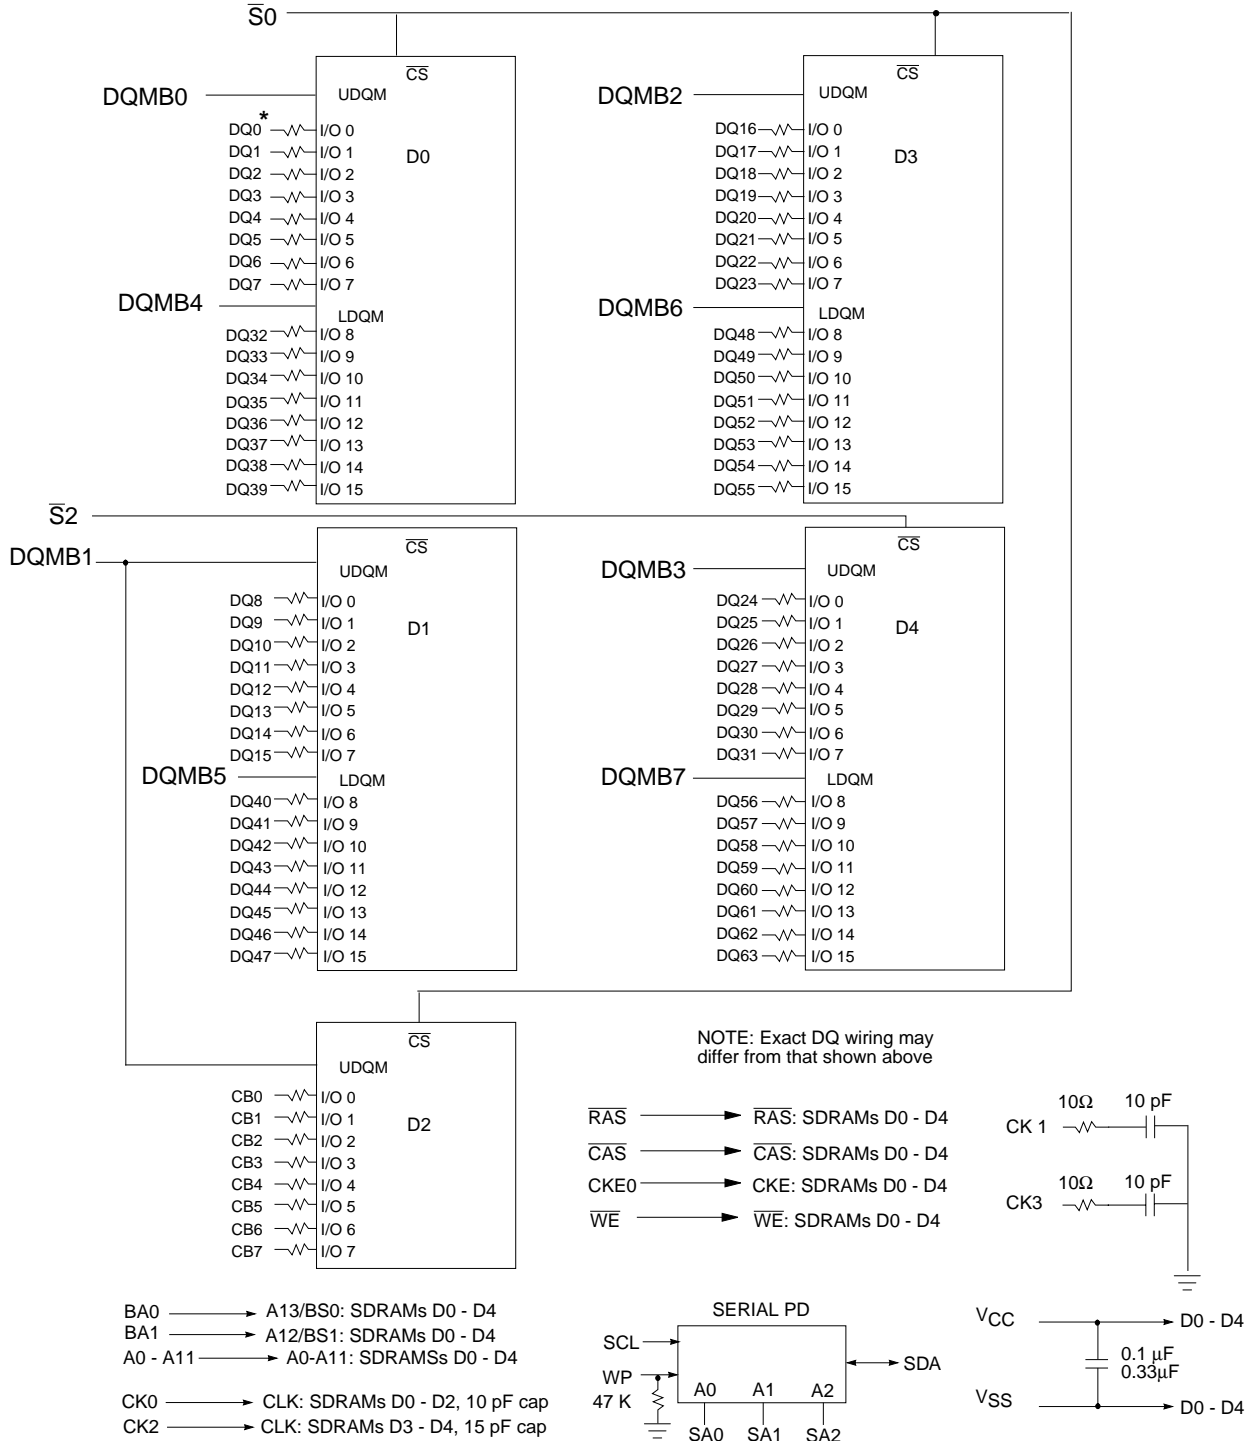 S̅0
C̅S̅
DQMB0
UDQM
*
DQ0 I/O 0
DQ1 I/O 1
D0
DQ2 I/O 2
DQ3 I/O 3
DQ4 I/O 4
DQ5 I/O 5
DQ6 I/O 6
DQ7 I/O 7
DQMB4
LDQM
DQ32 I/O 8
DQ33 I/O 9
DQ34 I/O 10
DQ35 I/O 11
DQ36 I/O 12
DQ37 I/O 13
DQ38 I/O 14
DQ39 I/O 15
C̅S̅
DQMB2
UDQM
DQ16 I/O 0
DQ17 I/O 1
D3
DQ18 I/O 2
DQ19 I/O 3
DQ20 I/O 4
DQ21 I/O 5
DQ22 I/O 6
DQ23 I/O 7
DQMB6
LDQM
DQ48 I/O 8
DQ49 I/O 9
DQ50 I/O 10
DQ51 I/O 11
DQ52 I/O 12
DQ53 I/O 13
DQ54 I/O 14
DQ55 I/O 15
S̅2
C̅S̅
DQMB1
UDQM
DQ8 I/O 0
DQ9 I/O 1
D1
DQ10 I/O 2
DQ11 I/O 3
DQ12 I/O 4
DQ13 I/O 5
DQ14 I/O 6
DQ15 I/O 7
DQMB5
LDQM
DQ40 I/O 8
DQ41 I/O 9
DQ42 I/O 10
DQ43 I/O 11
DQ44 I/O 12
DQ45 I/O 13
DQ46 I/O 14
DQ47 I/O 15
C̅S̅
DQMB3
UDQM
DQ24 I/O 0
DQ25 I/O 1
D4
DQ26 I/O 2
DQ27 I/O 3
DQ28 I/O 4
DQ29 I/O 5
DQ30 I/O 6
DQ31 I/O 7
DQMB7
LDQM
DQ56 I/O 8
DQ57 I/O 9
DQ58 I/O 10
DQ59 I/O 11
DQ60 I/O 12
DQ61 I/O 13
DQ62 I/O 14
DQ63 I/O 15
C̅S̅
UDQM
CB0 I/O 0
CB1 I/O 1
D2
CB2 I/O 2
CB3 I/O 3
CB4 I/O 4
CB5 I/O 5
CB6 I/O 6
CB7 I/O 7
NOTE: Exact DQ wiring may
differ from that shown above
R̅A̅S̅ R̅A̅S̅: SDRAMs D0 - D4
C̅A̅S̅ C̅A̅S̅: SDRAMs D0 - D4
CKE0 CKE: SDRAMs D0 - D4
W̅E̅ W̅E̅: SDRAMs D0 - D4
10Ω 10 pF
CK 1
10Ω 10 pF
CK3
BA0 A13/BS0: SDRAMs D0 - D4
BA1 A12/BS1: SDRAMs D0 - D4
A0 - A11 A0-A11: SDRAMSs D0 - D4
CK0 CLK: SDRAMs D0 - D2, 10 pF cap
CK2 CLK: SDRAMs D3 - D4, 15 pF cap
SERIAL PD
SCL
WP
SDA
47 K
A0 A1 A2
SA0 SA1 SA2
VCC D0 - D4
0.1 µF
0.33µF
VSS D0 - D4